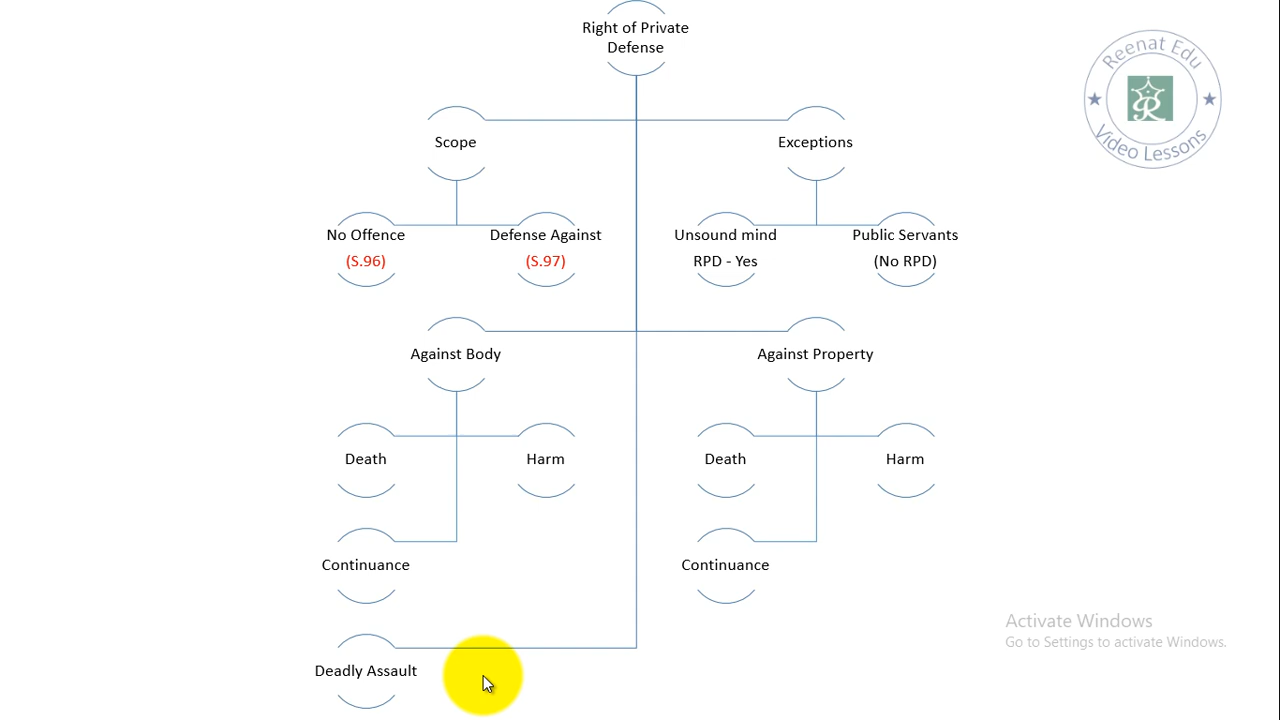 Right of Private
Defense
Reenat Edu
Video Lessons
R
Scope
Exceptions
No Offence
(S.96)
Defense Against
(S.97)
Unsound mind
RPD - Yes
Public Servants
(No RPD)
Against Body
Against Property
Death
Harm
Death
Harm
Continuance
Continuance
Activate Windows
Go to Settings to activate Windows.
Deadly Assault